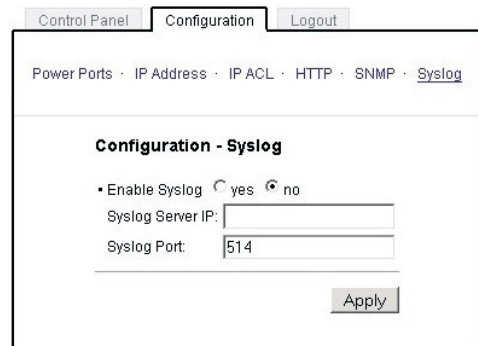 Control Panel Configuration Logout
Power Ports · IP Address · IP ACL · HTTP · SNMP · Syslog
Configuration - Syslog
▪ Enable Syslog yes no
Syslog Server IP:
Syslog Port: 514
Apply